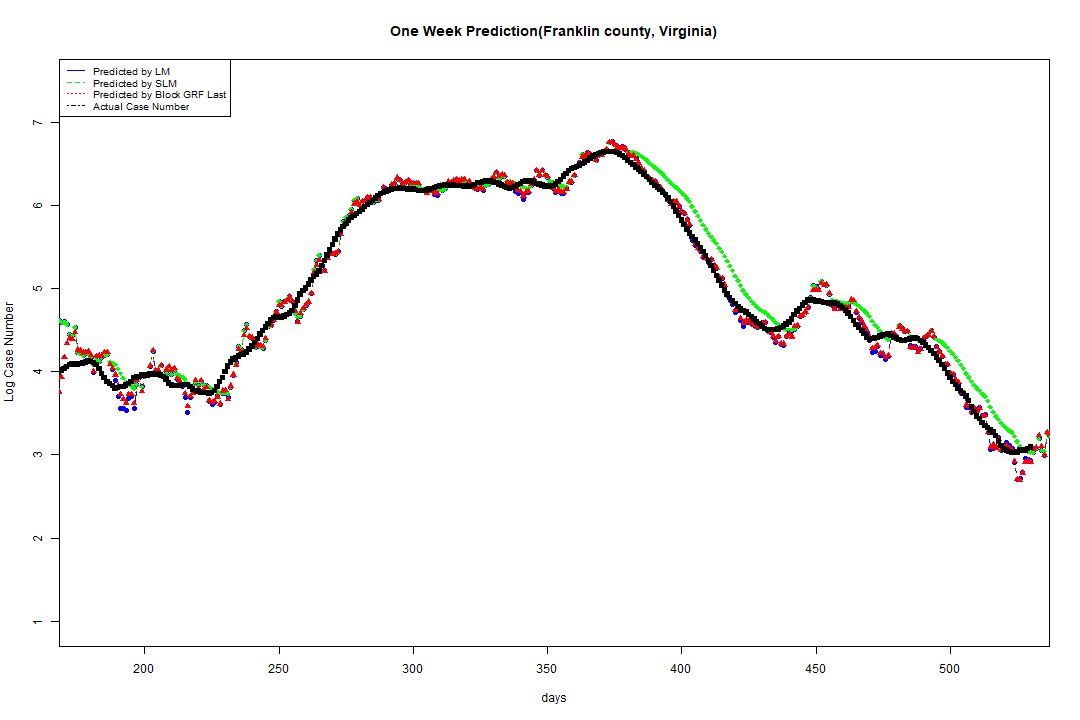 One Week Prediction(Franklin county, Virginia)
Predicted by LM
Predicted by SLM
Predicted by Block GRF Last
Actual Case Number
7
6
5
4
3
2
1
Log Case Number
200 250 300 350 400 450 500
days